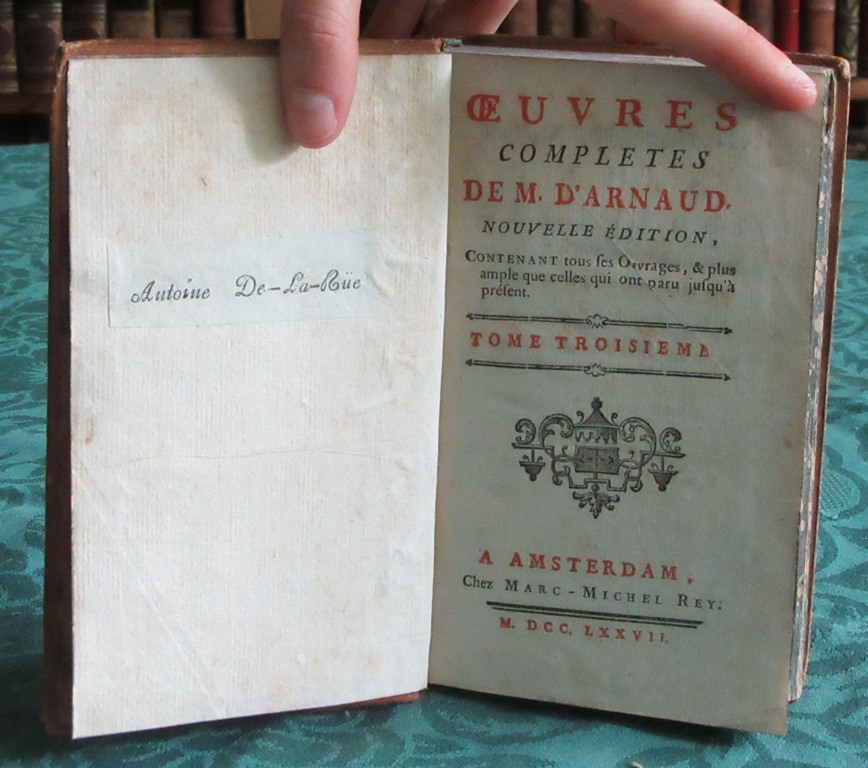 Antoine De-La-Rüe
ŒUVRES
COMPLETES
DE M. D'ARNAUD.
NOUVELLE ÉDITION,
CONTENANT tous ſes Ouvrages, & plus
ample que celles qui ont paru juſqu'à
préſent.
TOME TROISIEME
A AMSTERDAM,
Chez MARC-MICHEL REY.
M. DCC. LXXVII.